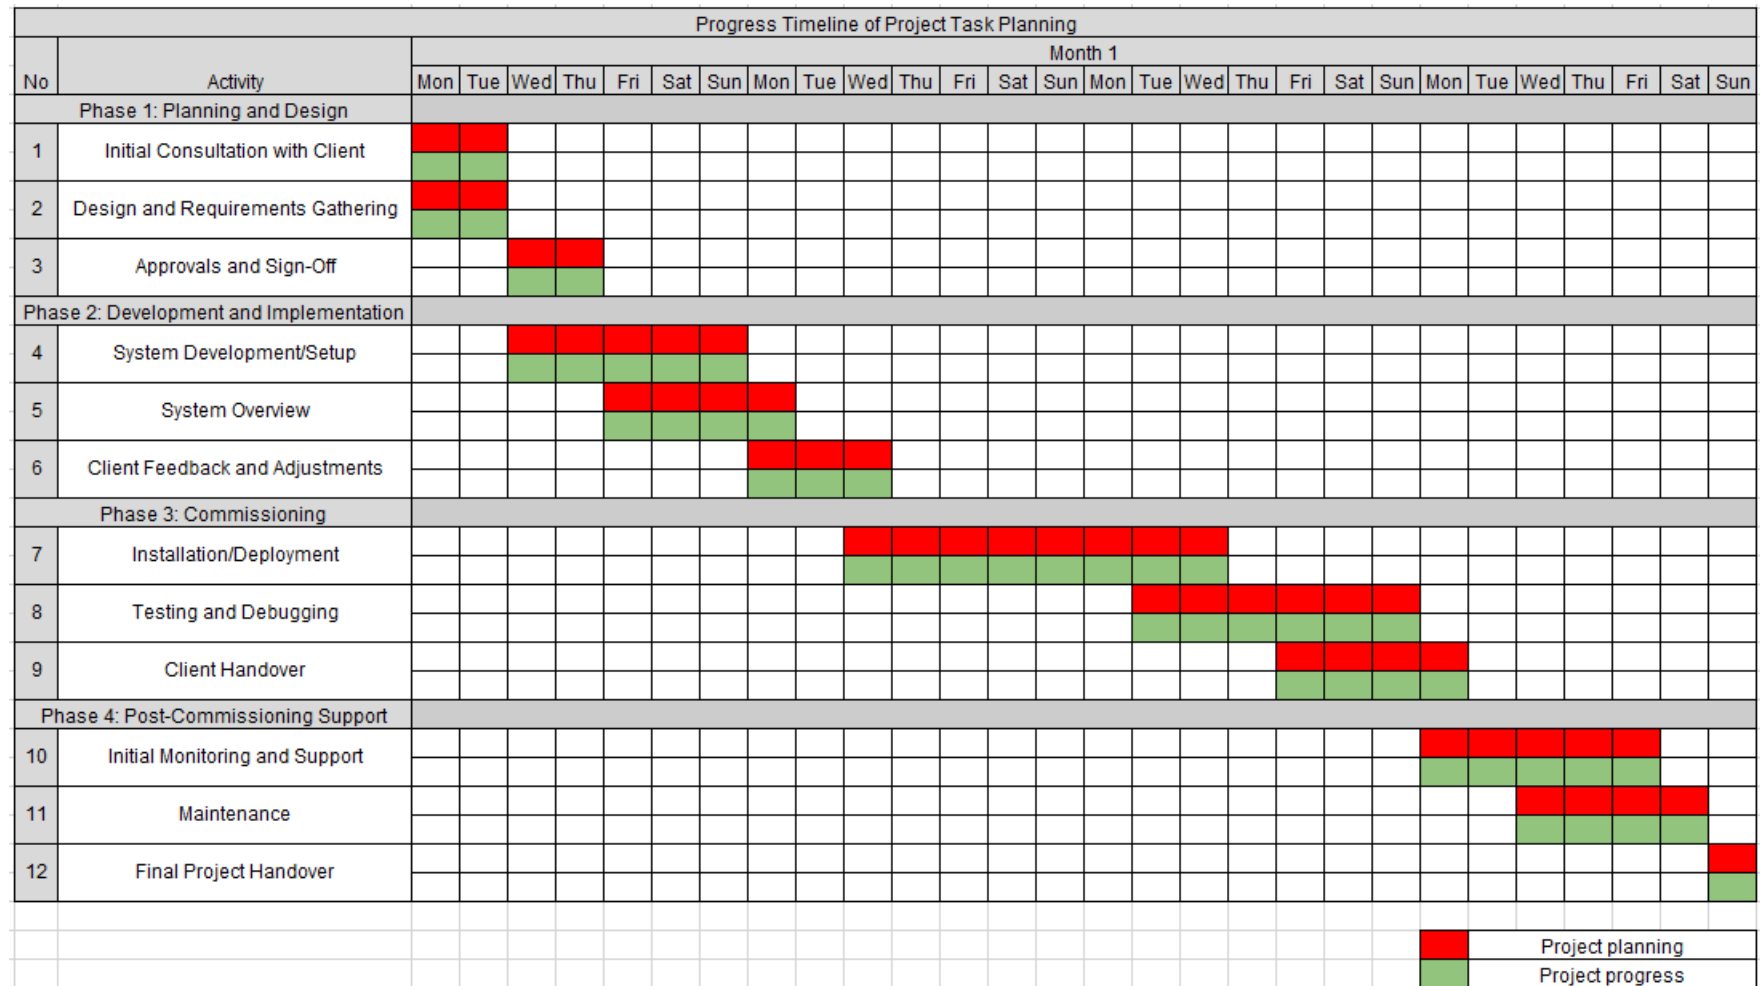 Progress Timeline of Project Task Planning
Month 1
No Activity Mon Tue Wed Thu Fri Sat Sun Mon Tue Wed Thu Fri Sat Sun Mon Tue Wed Thu Fri Sat Sun Mon Tue Wed Thu Fri Sat Sun
Phase 1: Planning and Design
1 Initial Consultation with Client
2 Design and Requirements Gathering
3 Approvals and Sign-Off
Phase 2: Development and Implementation
4 System Development/Setup
5 System Overview
6 Client Feedback and Adjustments
Phase 3: Commissioning
7 Installation/Deployment
8 Testing and Debugging
9 Client Handover
Phase 4: Post-Commissioning Support
10 Initial Monitoring and Support
11 Maintenance
12 Final Project Handover
Project planning
Project progress